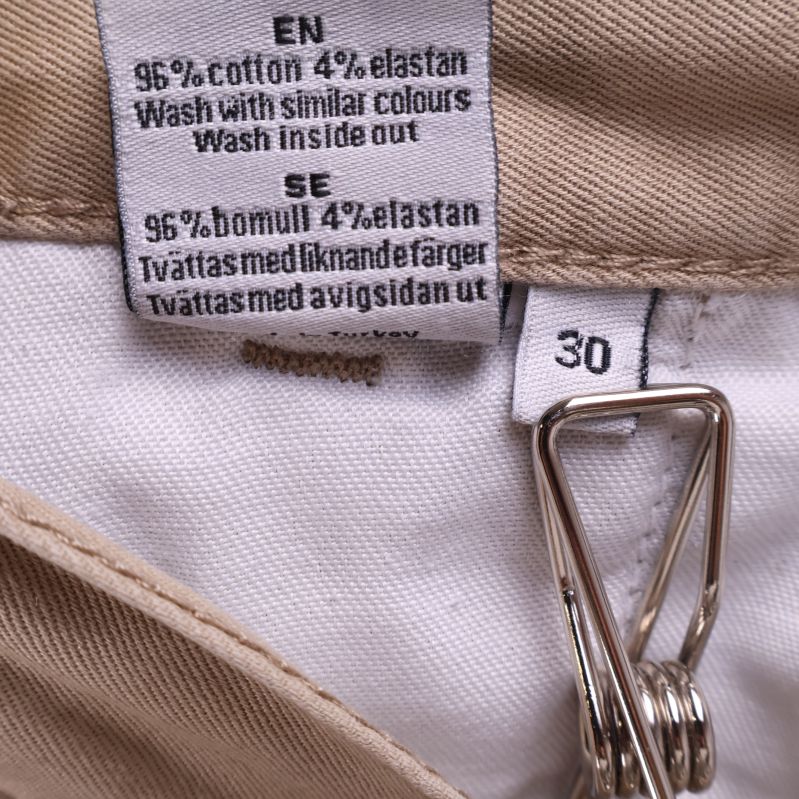 EN
96% cotton 4% elastan
Wash with similar colours
Wash inside out
SE
96% bomull 4% elastan
Tvättas med liknande färger
Tvättas med avigsidan ut
Turkey
30